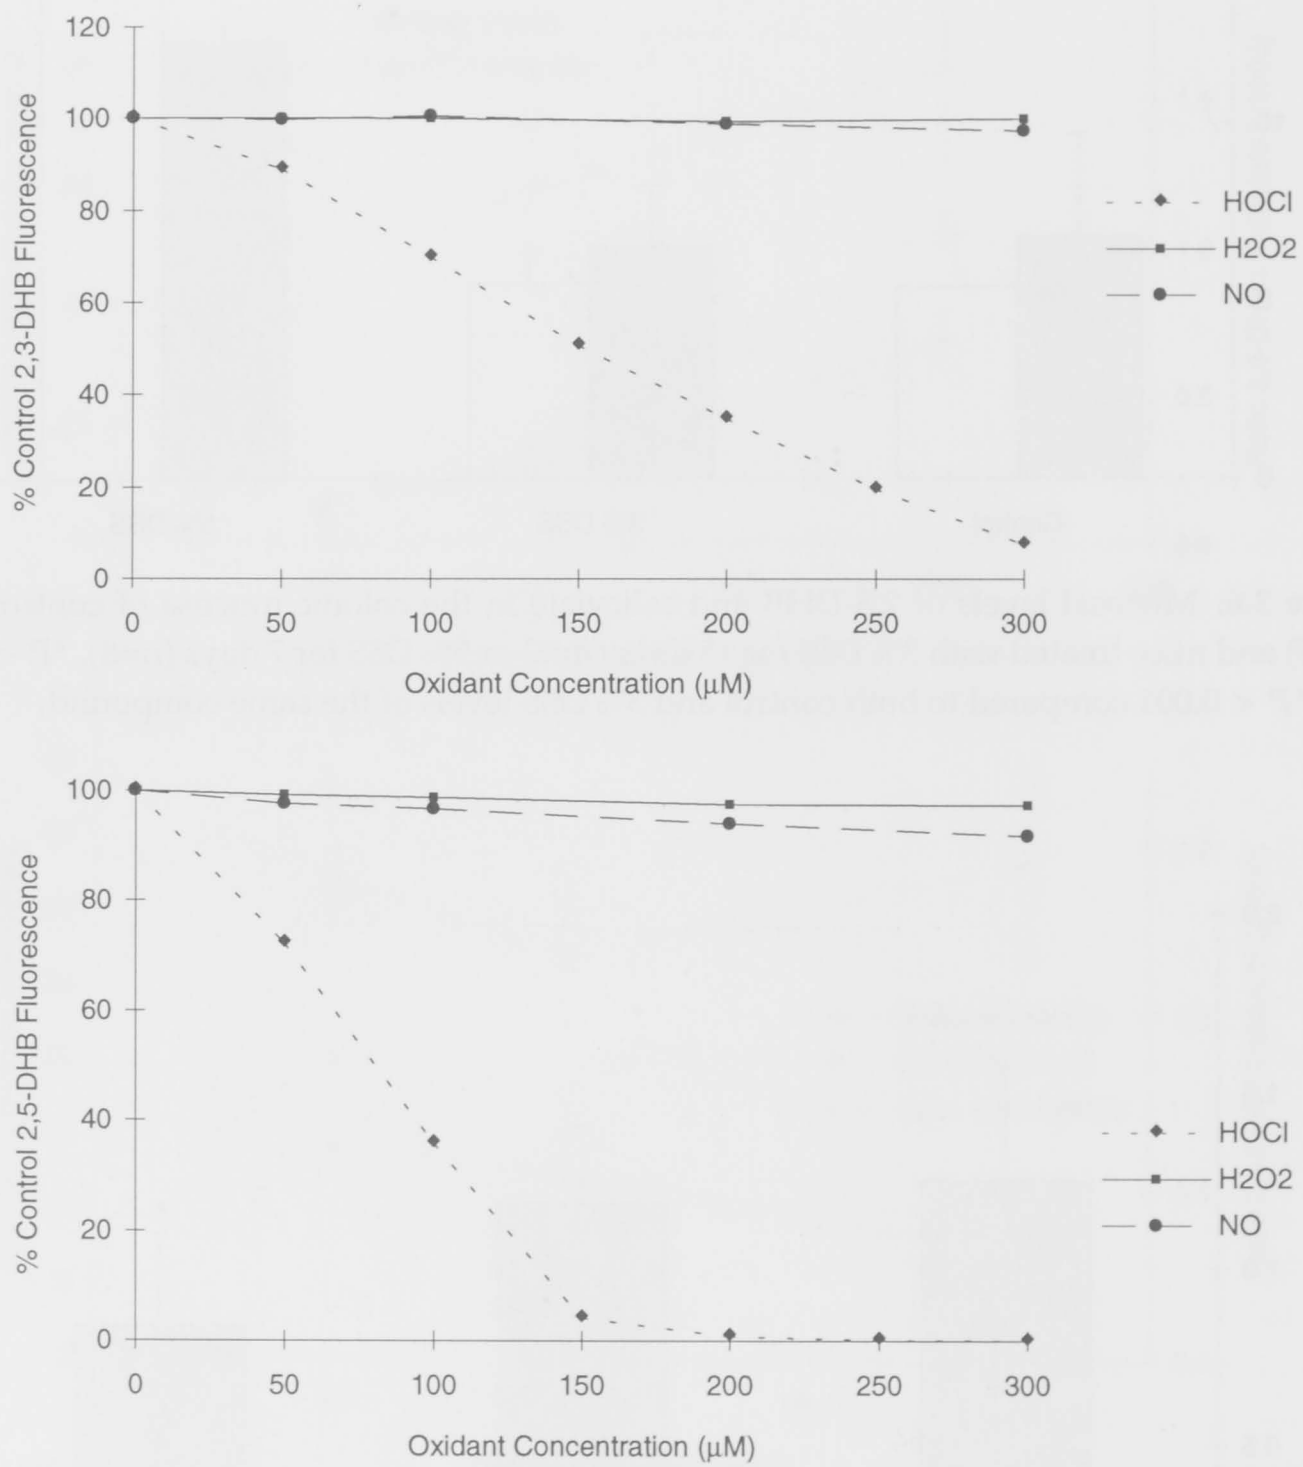 120
100
80
60
40
20
0
% Control 2,3-DHB Fluorescence
0 50 100 150 200 250 300
Oxidant Concentration (µM)
HOCl
H2O2
NO
100
80
60
40
20
0
% Control 2,5-DHB Fluorescence
0 50 100 150 200 250 300
Oxidant Concentration (µM)
HOCl
H2O2
NO